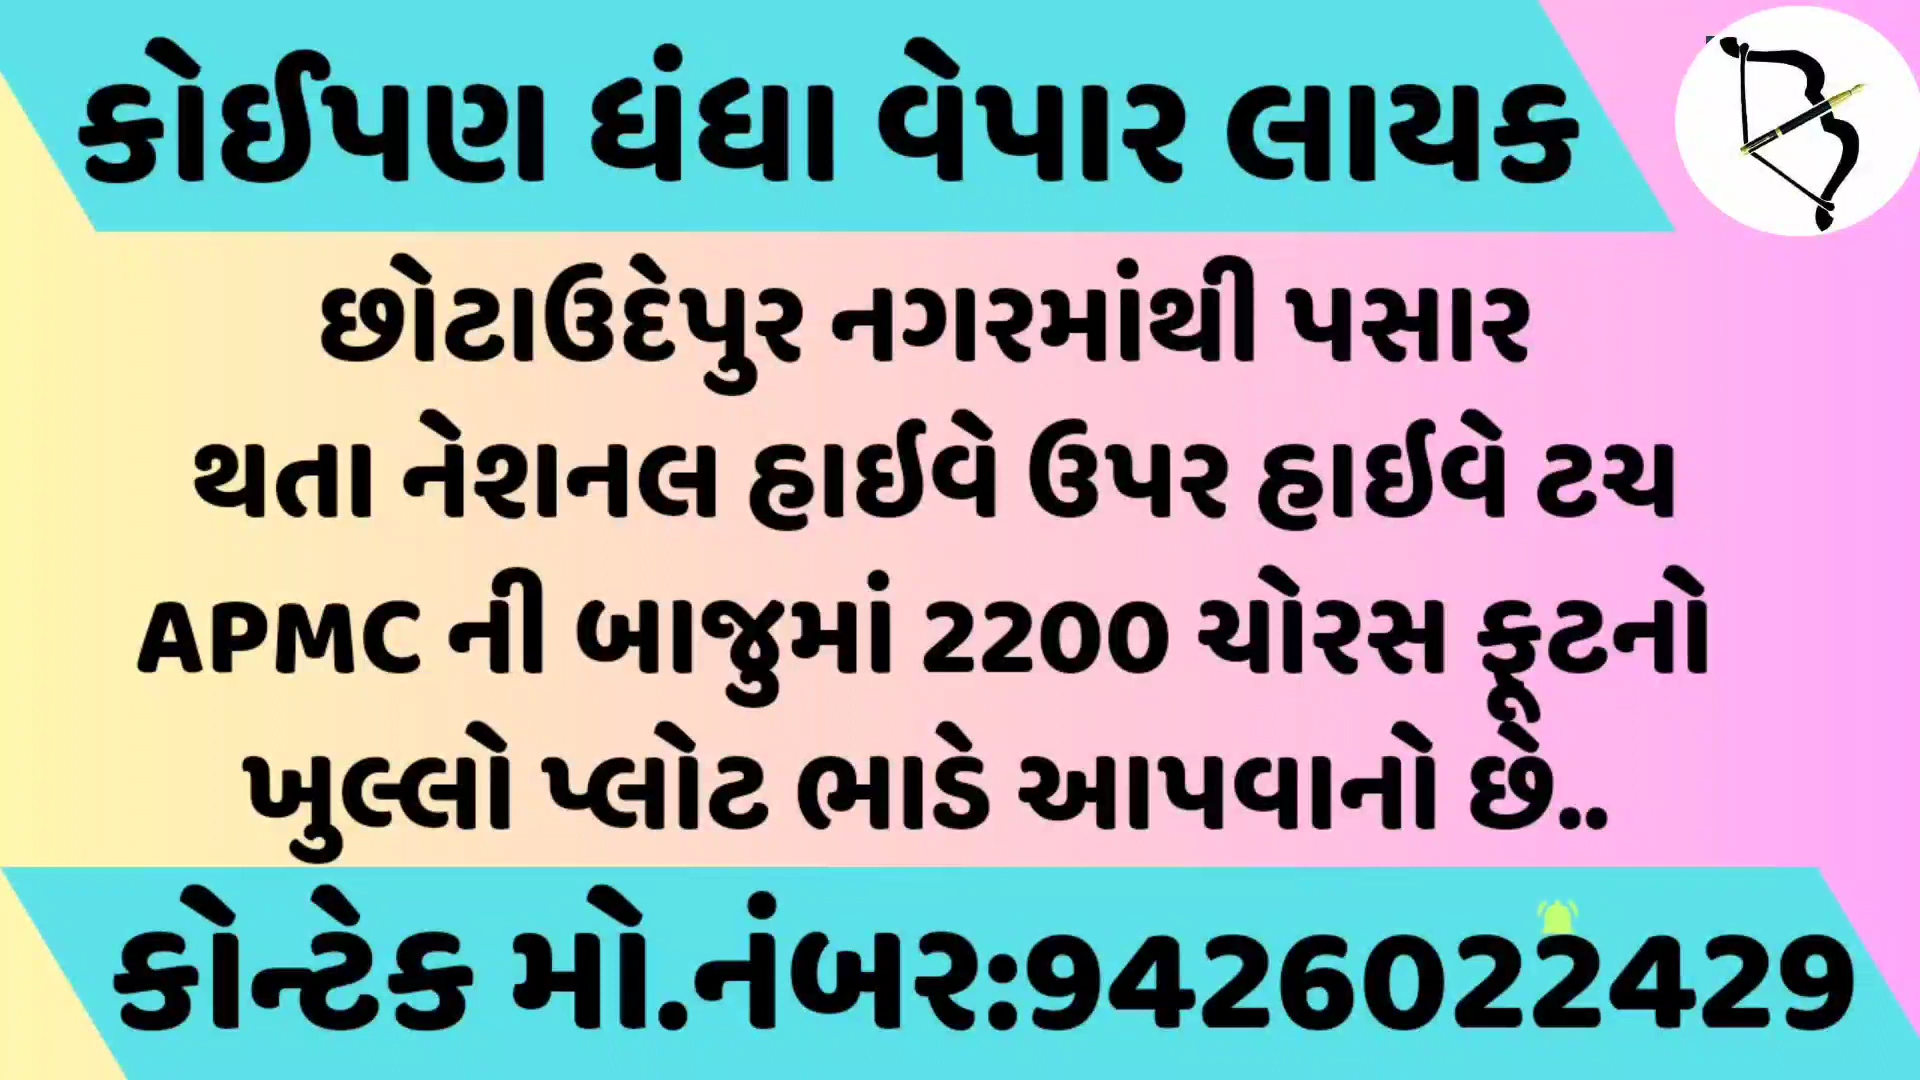 કોઈપણ ધંધા વેપાર લાયક
છોટાઉદેપુર નગરમાંથી પસાર
થતા નેશનલ હાઈવે ઉપર હાઈવે ટચ
APMC ની બાજુમાં 2200 ચોરસ ફૂટનો
ખુલ્લો પ્લોટ ભાડે આપવાનો છે..
કોન્ટેક મો.નંબર:9426022429